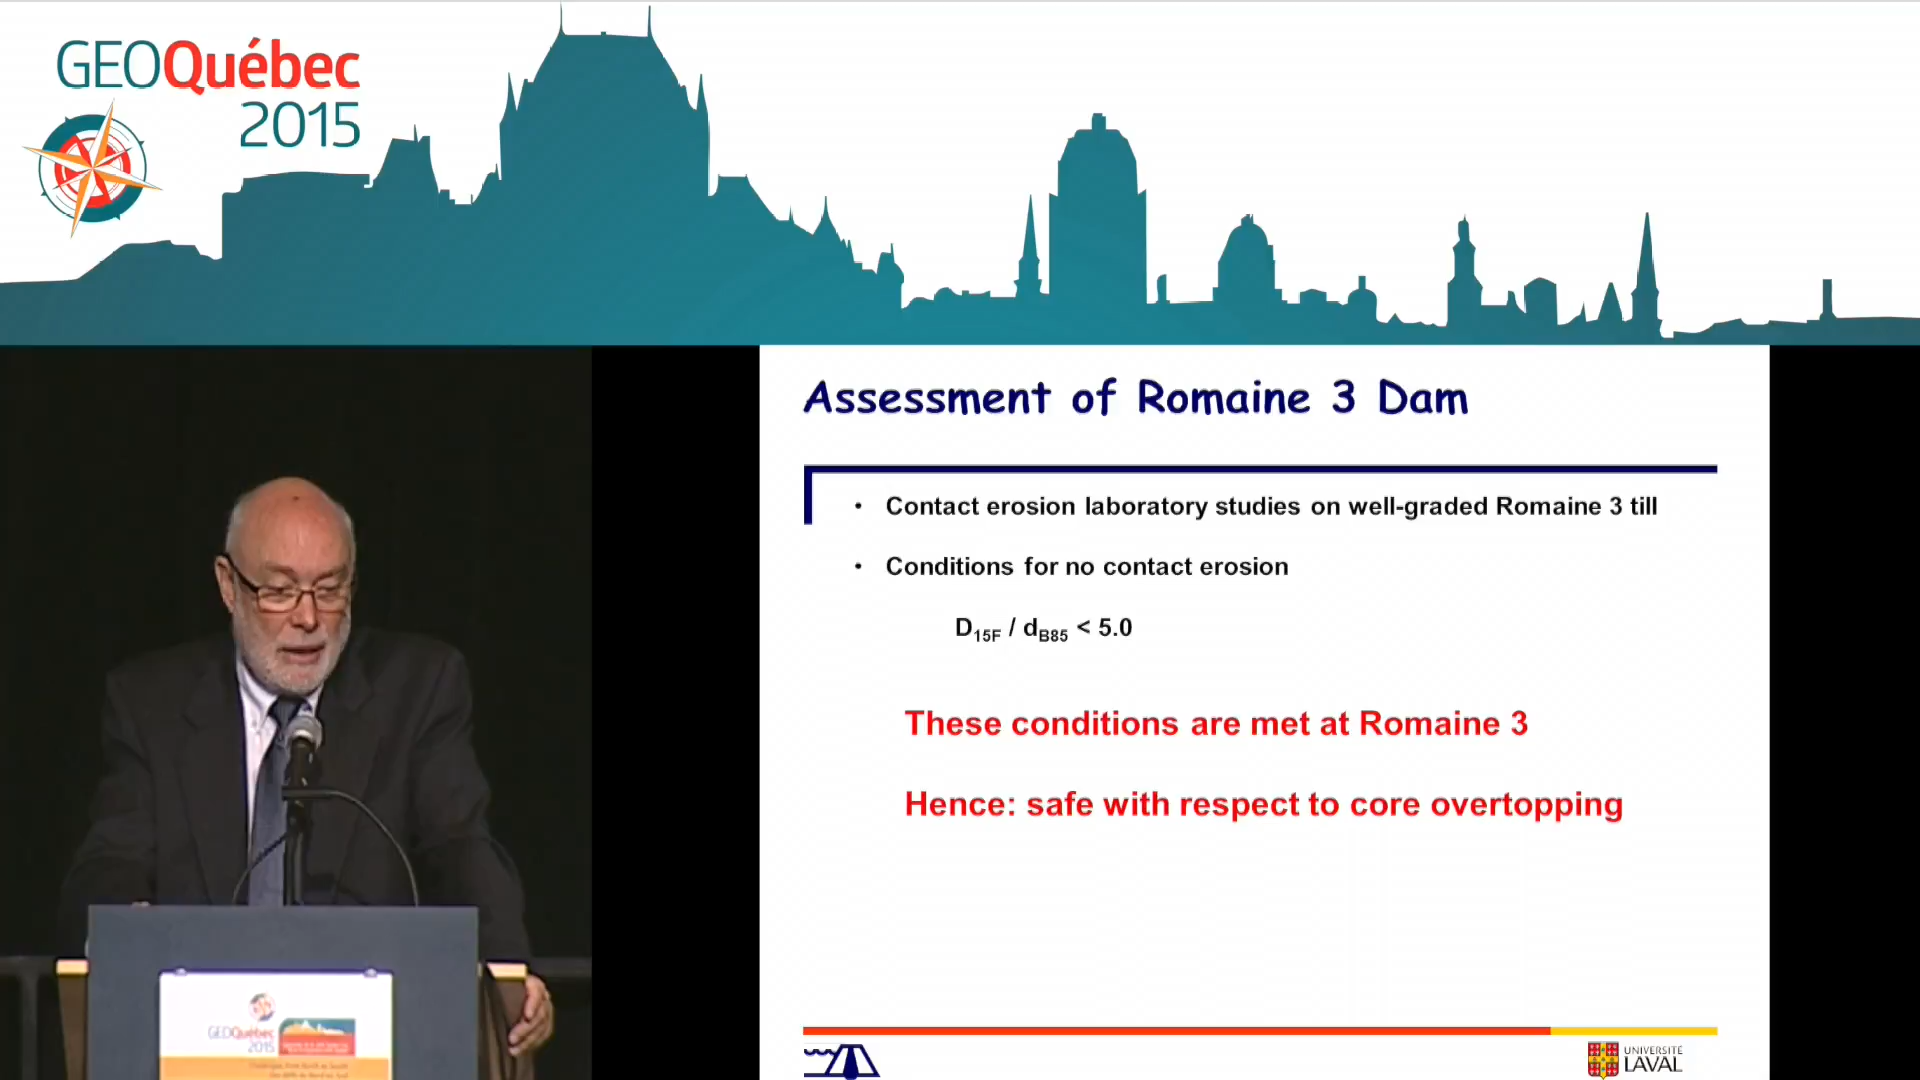 GEOQuébec
2015
Assessment of Romaine 3 Dam
• Contact erosion laboratory studies on well-graded Romaine 3 till
• Conditions for no contact erosion
D15F / dB85 < 5.0
These conditions are met at Romaine 3
Hence: safe with respect to core overtopping
UNIVERSITÉ
LAVAL
GEOQuébec
2015